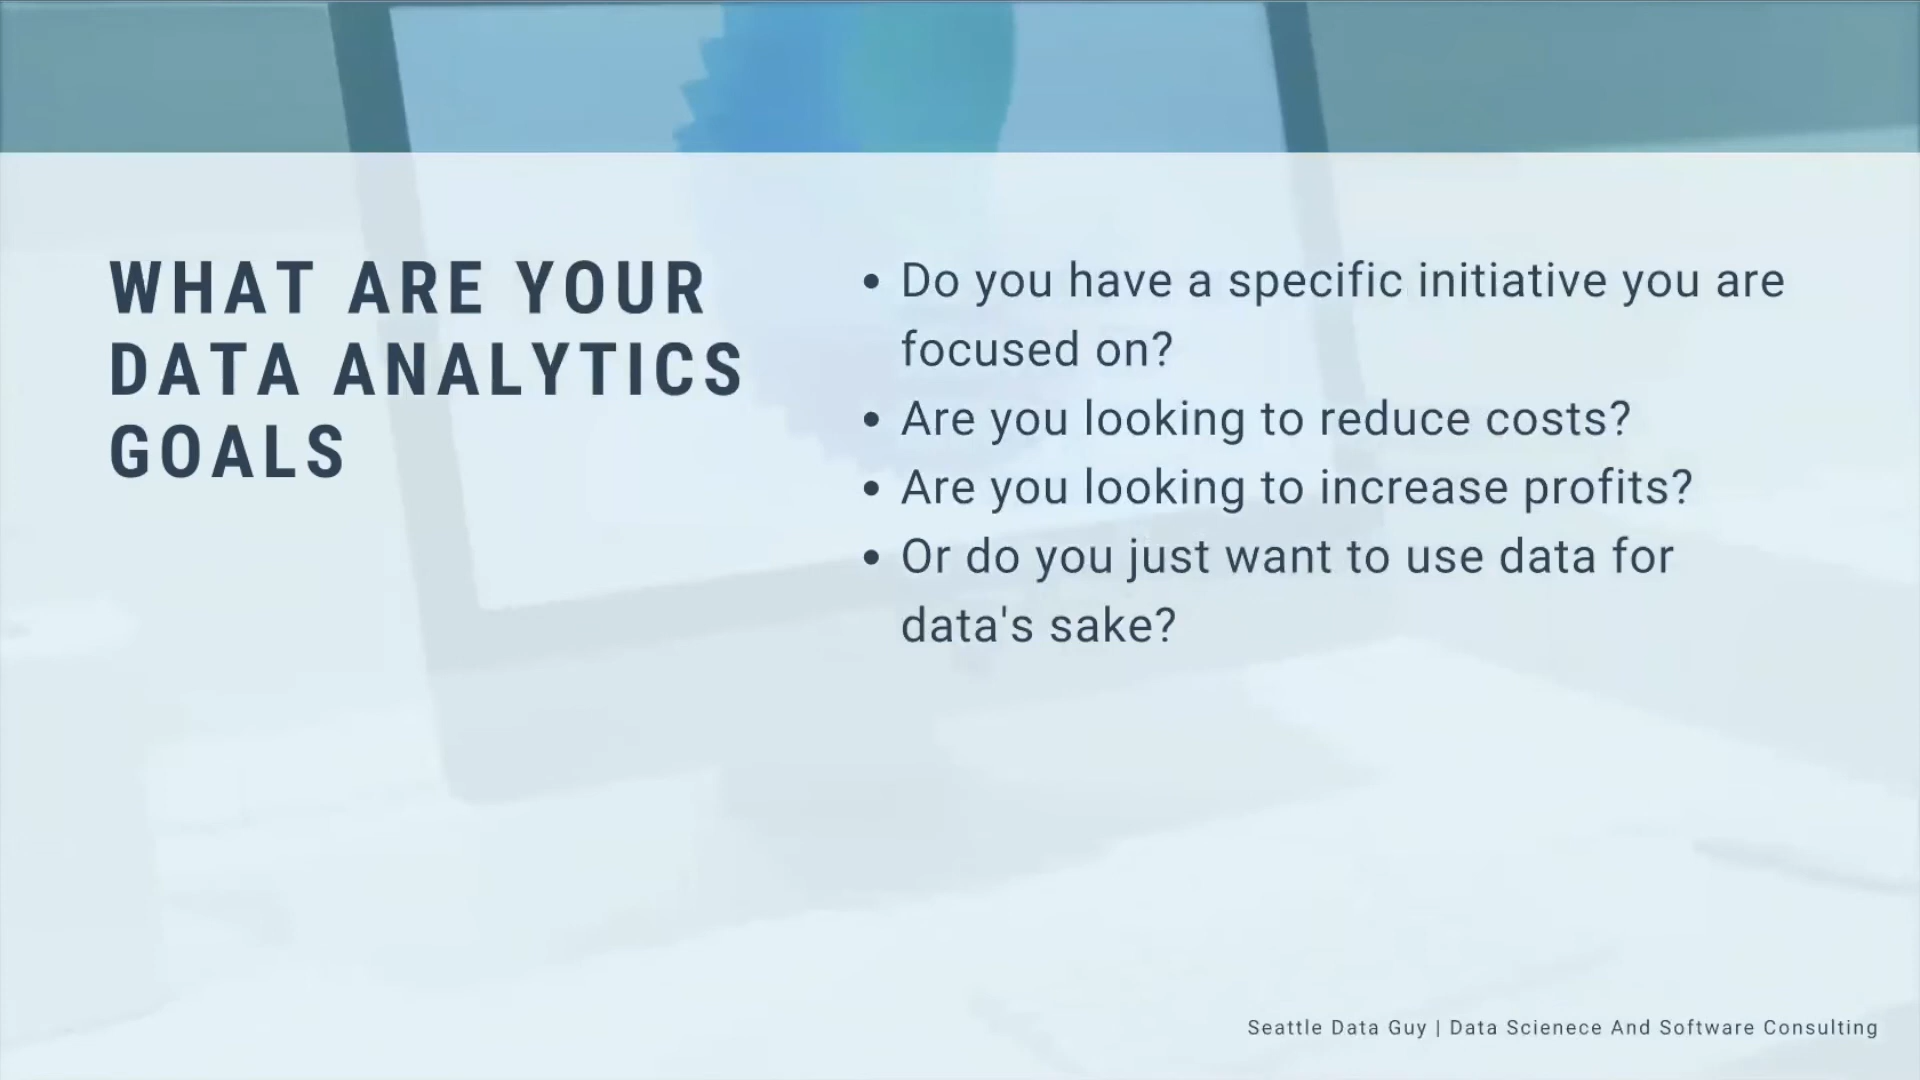 WHAT ARE YOUR
DATA ANALYTICS
GOALS
• Do you have a specific initiative you are
focused on?
• Are you looking to reduce costs?
• Are you looking to increase profits?
• Or do you just want to use data for
data's sake?
Seattle Data Guy | Data Scienece And Software Consulting